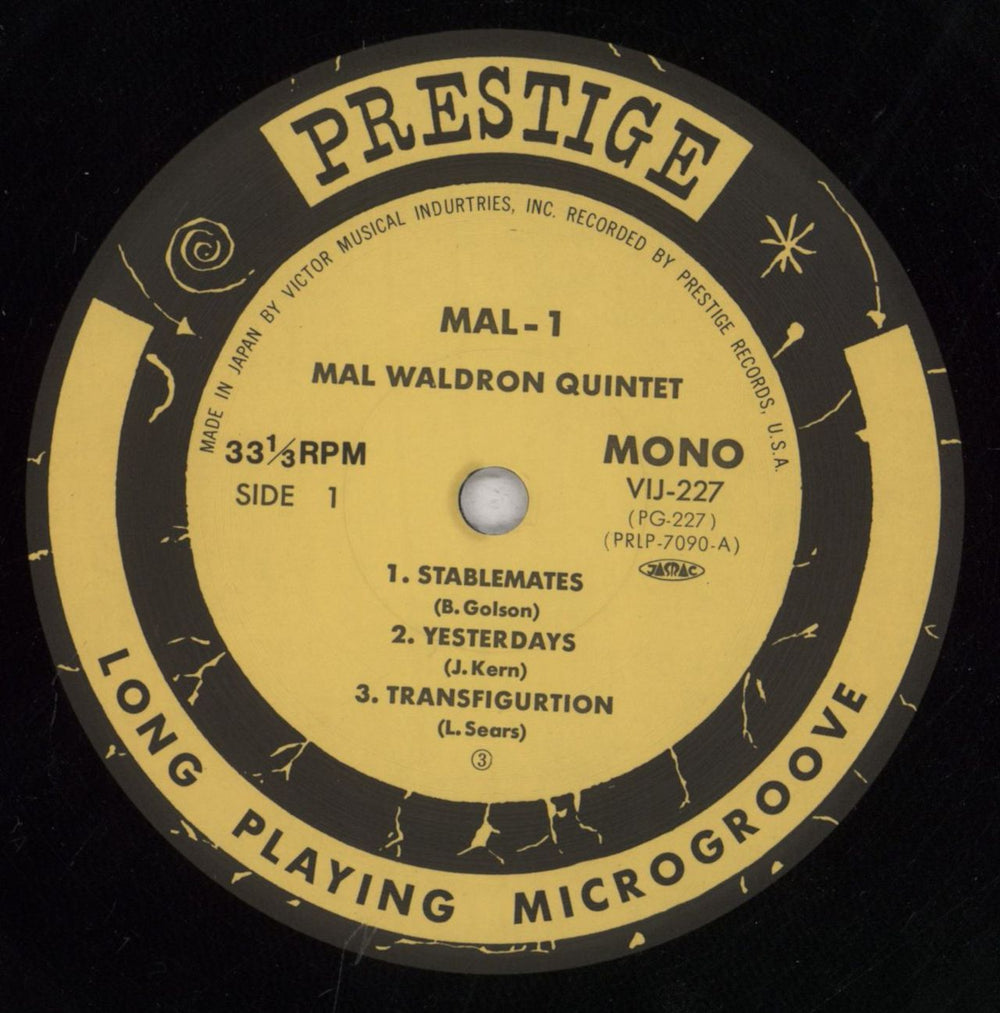 PRESTIGE
MADE IN JAPAN BY VICTOR MUSICAL INDURTRIES, INC. RECORDED BY PRESTIGE RECORDS, U.S.A.
MAL-1
MAL WALDRON QUINTET
33⅓RPM
SIDE 1
MONO
VIJ-227
(PG-227)
(PRLP-7090-A)
JASRAC
1. STABLEMATES
(B. Golson)
2. YESTERDAYS
(J. Kern)
3. TRANSFIGURTION
(L. Sears)
③
LONG PLAYING MICROGROOVE